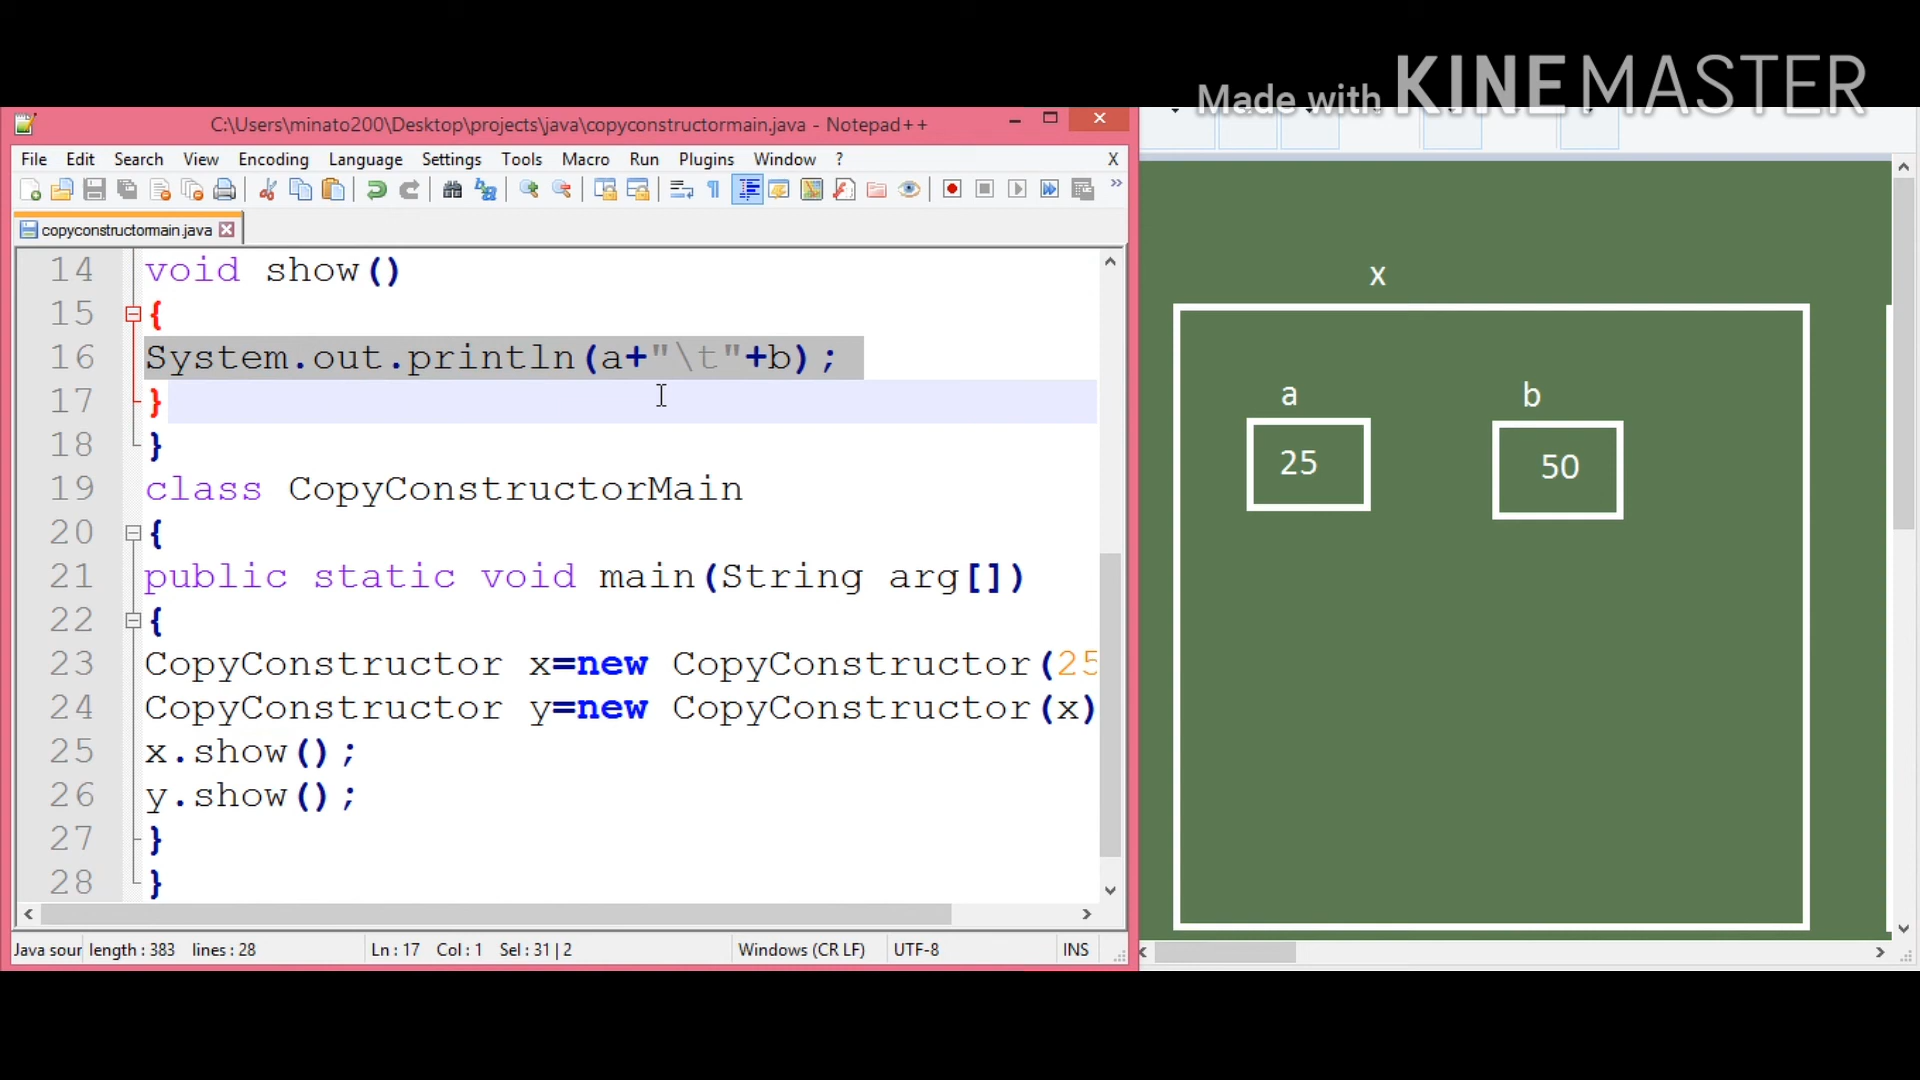 Made with KINEMASTER
C:\Users\minato200\Desktop\projects\java\copyconstructormain.java - Notepad++
File Edit Search View Encoding Language Settings Tools Macro Run Plugins Window ? X
copyconstructormain.java
14 void show()
15 {
16 System.out.println(a+"\t"+b);
17 }
18 }
19 class CopyConstructorMain
20 {
21 public static void main(String arg[])
22 {
23 CopyConstructor x=new CopyConstructor(25
24 CopyConstructor y=new CopyConstructor(x)
25 x.show();
26 y.show();
27 }
28 }
Java sour length : 383 lines : 28 Ln : 17 Col : 1 Sel : 31 | 2 Windows (CR LF) UTF-8 INS
x
a b
25 50